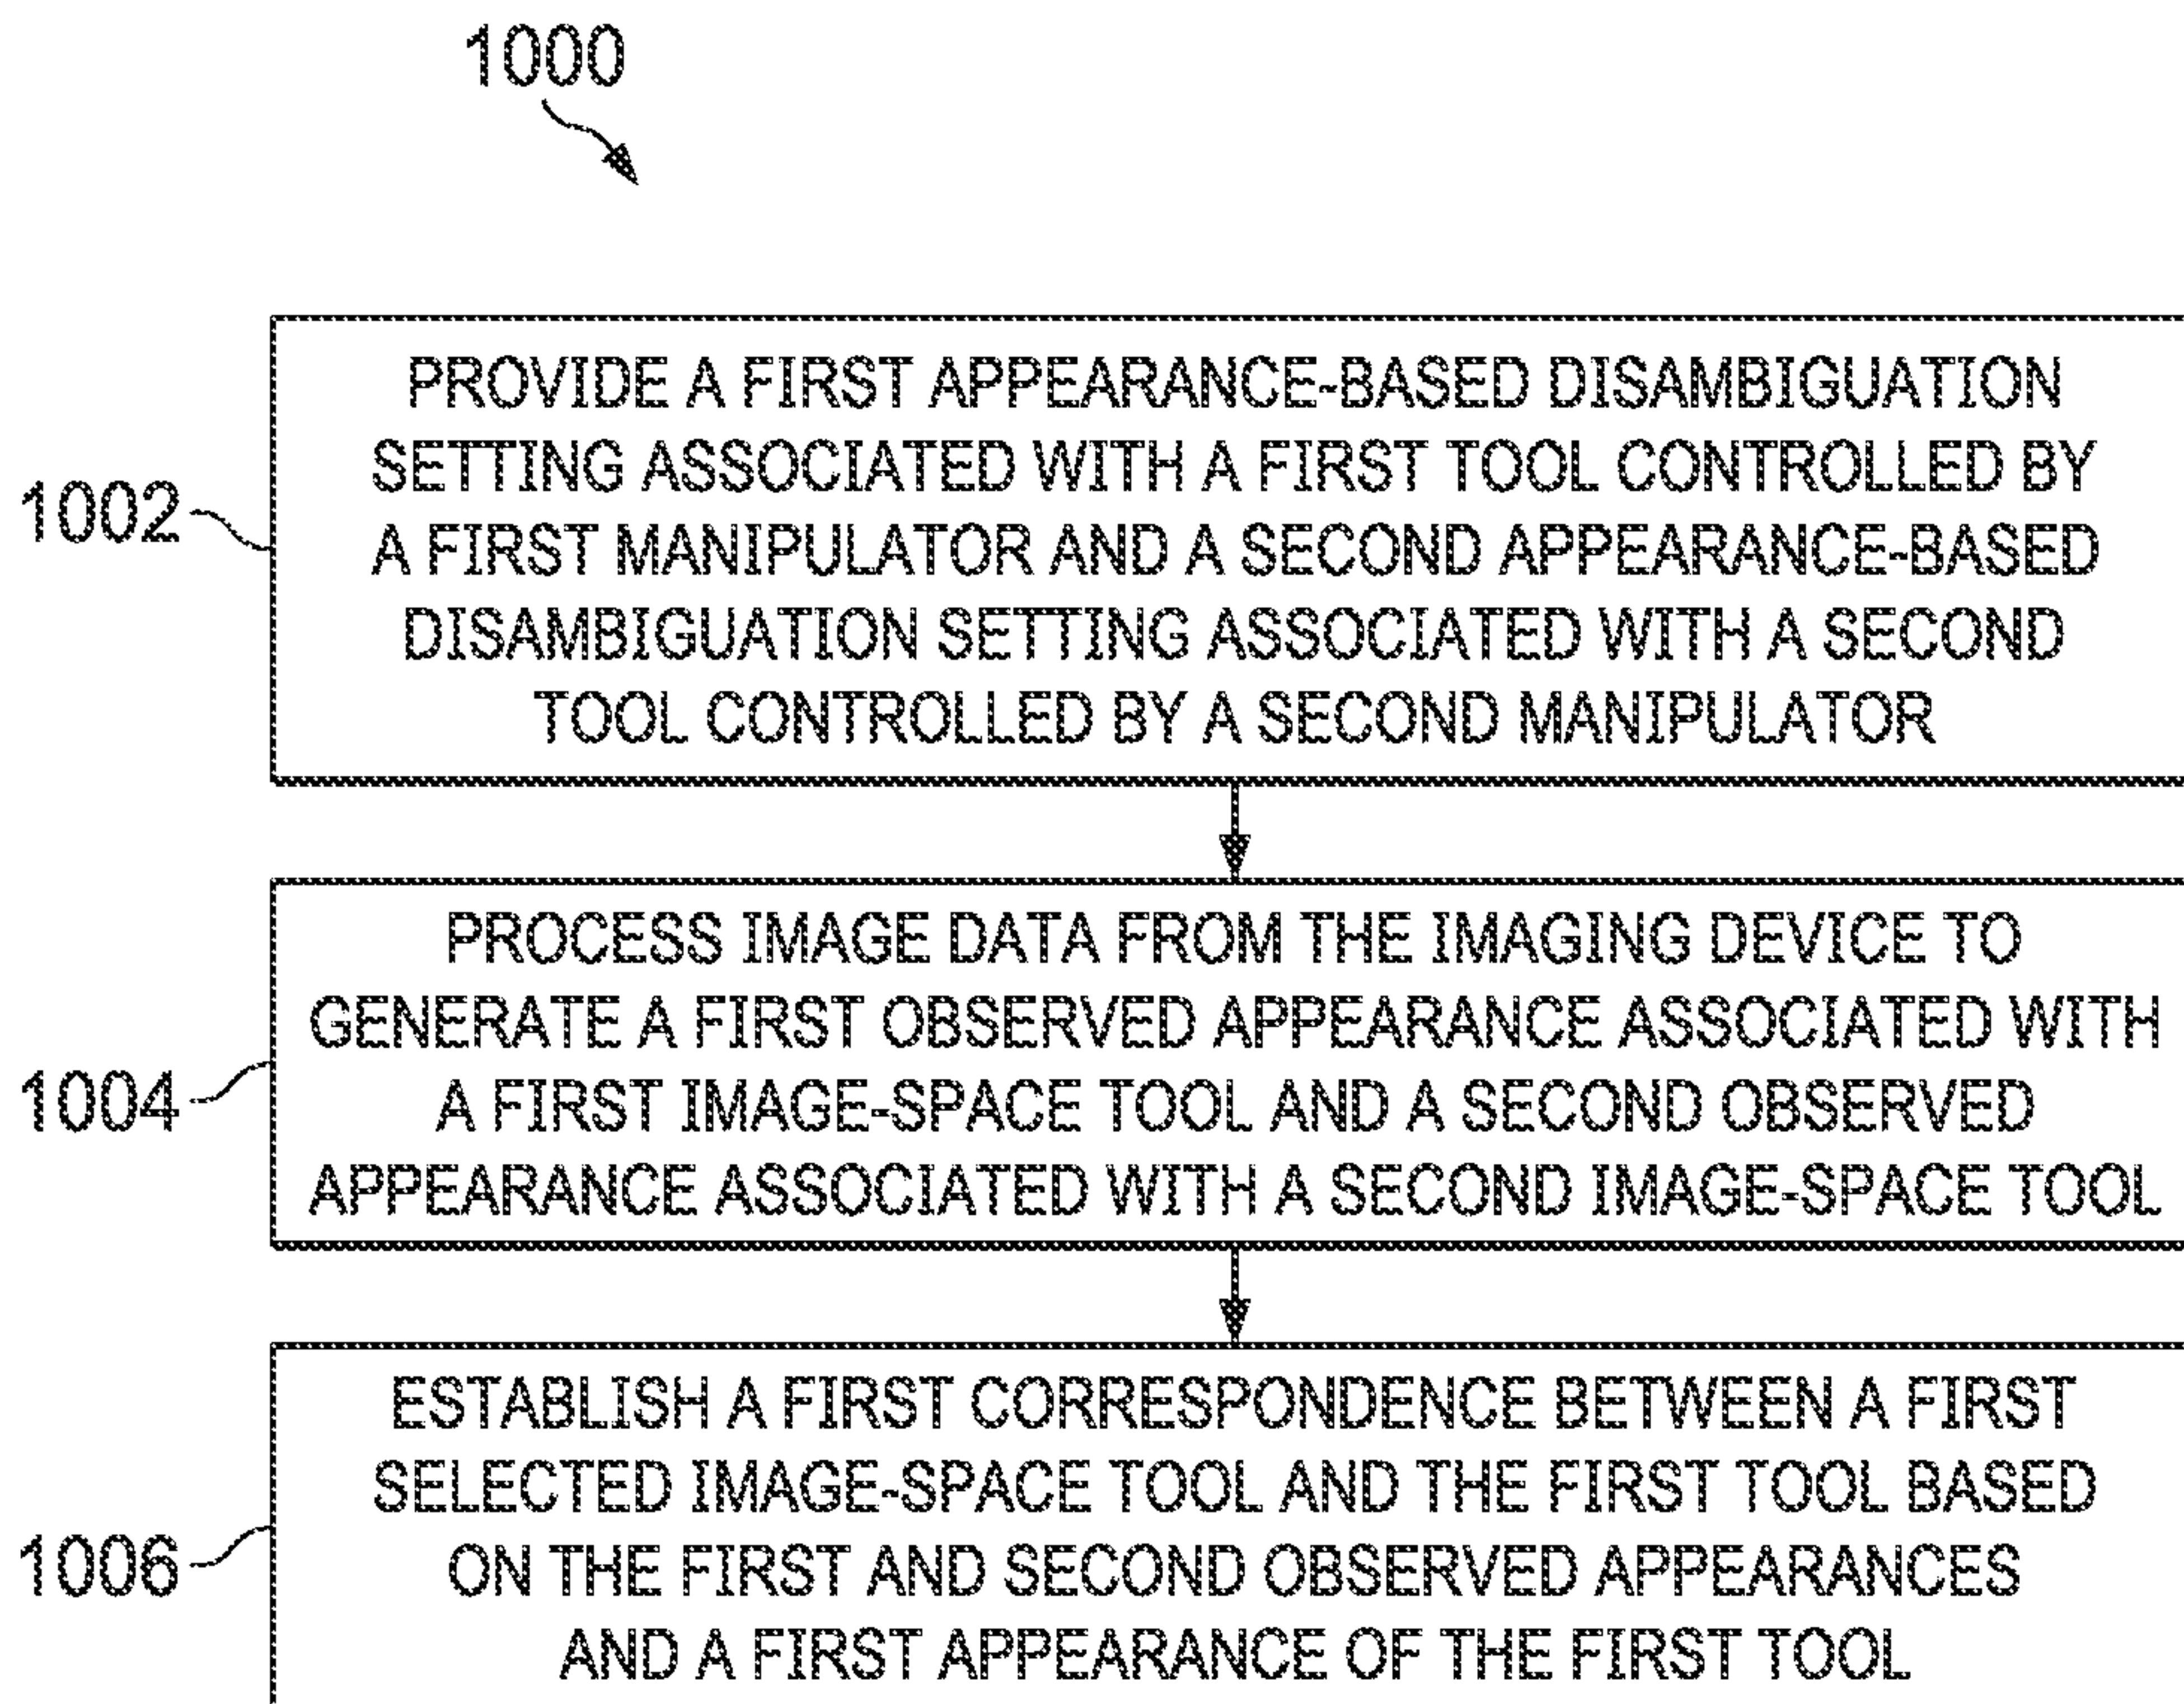 1000
1002
PROVIDE A FIRST APPEARANCE-BASED DISAMBIGUATION
SETTING ASSOCIATED WITH A FIRST TOOL CONTROLLED BY
A FIRST MANIPULATOR AND A SECOND APPEARANCE-BASED
DISAMBIGUATION SETTING ASSOCIATED WITH A SECOND
TOOL CONTROLLED BY A SECOND MANIPULATOR
1004
PROCESS IMAGE DATA FROM THE IMAGING DEVICE TO
GENERATE A FIRST OBSERVED APPEARANCE ASSOCIATED WITH
A FIRST IMAGE-SPACE TOOL AND A SECOND OBSERVED
APPEARANCE ASSOCIATED WITH A SECOND IMAGE-SPACE TOOL
1006
ESTABLISH A FIRST CORRESPONDENCE BETWEEN A FIRST
SELECTED IMAGE-SPACE TOOL AND THE FIRST TOOL BASED
ON THE FIRST AND SECOND OBSERVED APPEARANCES
AND A FIRST APPEARANCE OF THE FIRST TOOL